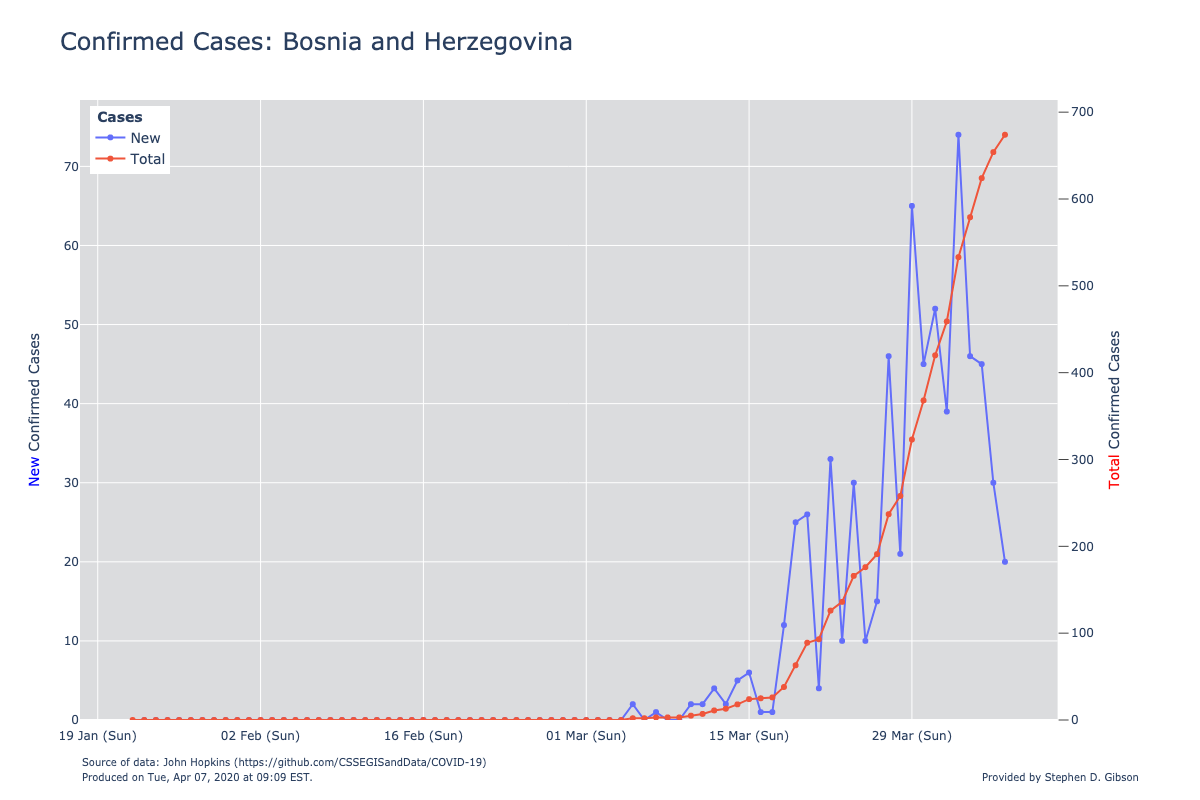 Confirmed Cases: Bosnia and Herzegovina
Cases
New
Total
70
60
50
40
30
20
10
0
New Confirmed Cases
700
600
500
400
300
200
100
0
Total Confirmed Cases
19 Jan (Sun)
02 Feb (Sun)
16 Feb (Sun)
01 Mar (Sun)
15 Mar (Sun)
29 Mar (Sun)
Source of data: John Hopkins (https://github.com/CSSEGISandData/COVID-19)
Produced on Tue, Apr 07, 2020 at 09:09 EST.
Provided by Stephen D. Gibson